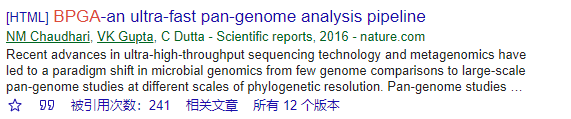 [HTML] BPGA-an ultra-fast pan-genome analysis pipeline
NM Chaudhari, VK Gupta, C Dutta - Scientific reports, 2016 - nature.com
Recent advances in ultra-high-throughput sequencing technology and metagenomics have
led to a paradigm shift in microbial genomics from few genome comparisons to large-scale
pan-genome studies at different scales of phylogenetic resolution. Pan-genome studies …
被引用次数：241 相关文章 所有 12 个版本